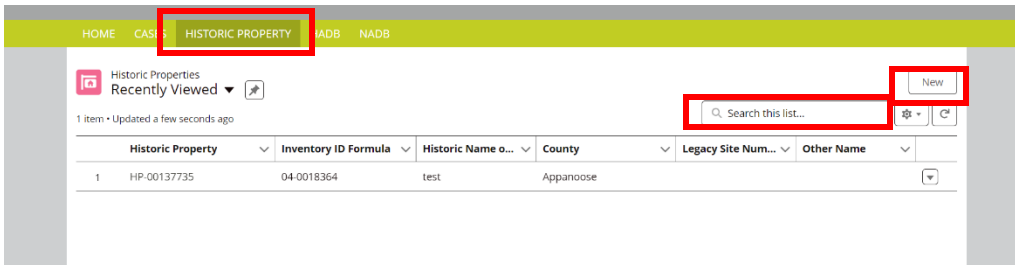 HOME CASES HISTORIC PROPERTY HADB NADB
Historic Properties
Recently Viewed
New
Search this list...
1 item • Updated a few seconds ago
Historic Property Inventory ID Formula Historic Name o... County Legacy Site Num... Other Name
1 HP-00137735 04-0018364 test Appanoose